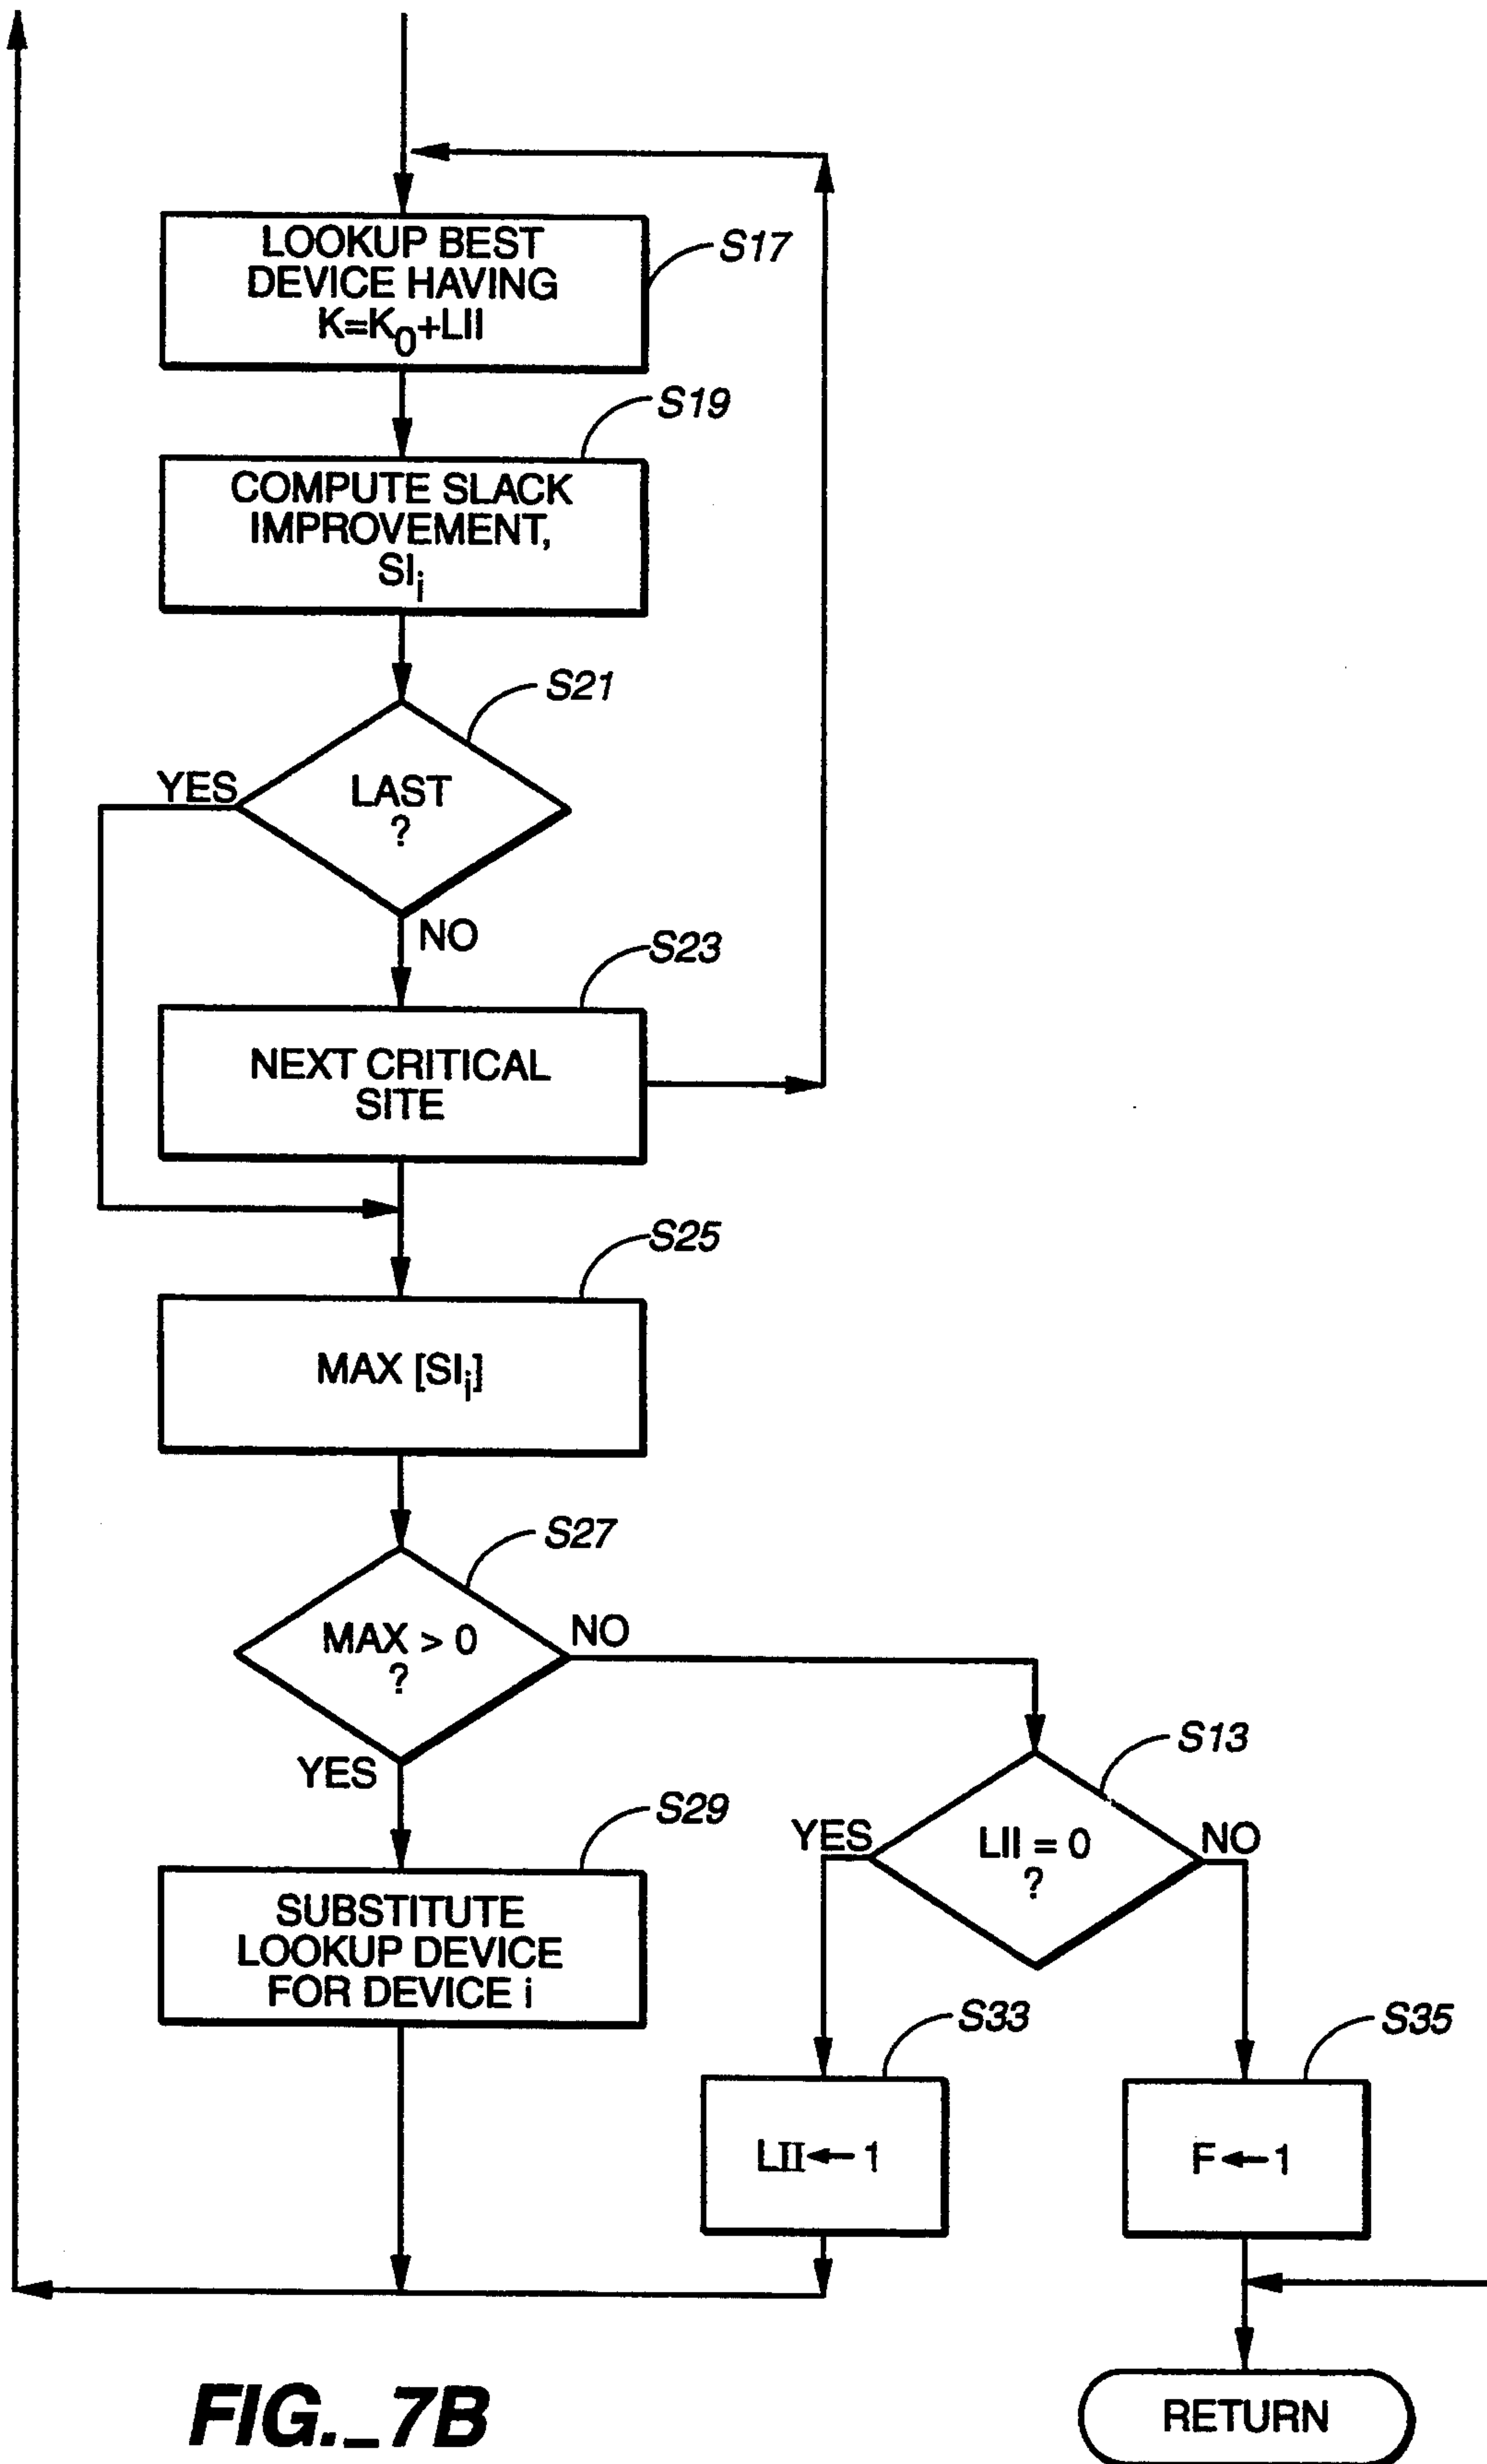 LOOKUP BEST
DEVICE HAVING
K=K₀+LII
S17
S19
COMPUTE SLACK
IMPROVEMENT,
SIᵢ
S21
YES
LAST
?
NO
S23
NEXT CRITICAL
SITE
S25
MAX [SIᵢ]
S27
MAX > 0
?
NO
YES
S13
LII = 0
?
YES
NO
S29
SUBSTITUTE
LOOKUP DEVICE
FOR DEVICE i
S33
LII←1
S35
F←1
RETURN
FIG._7B